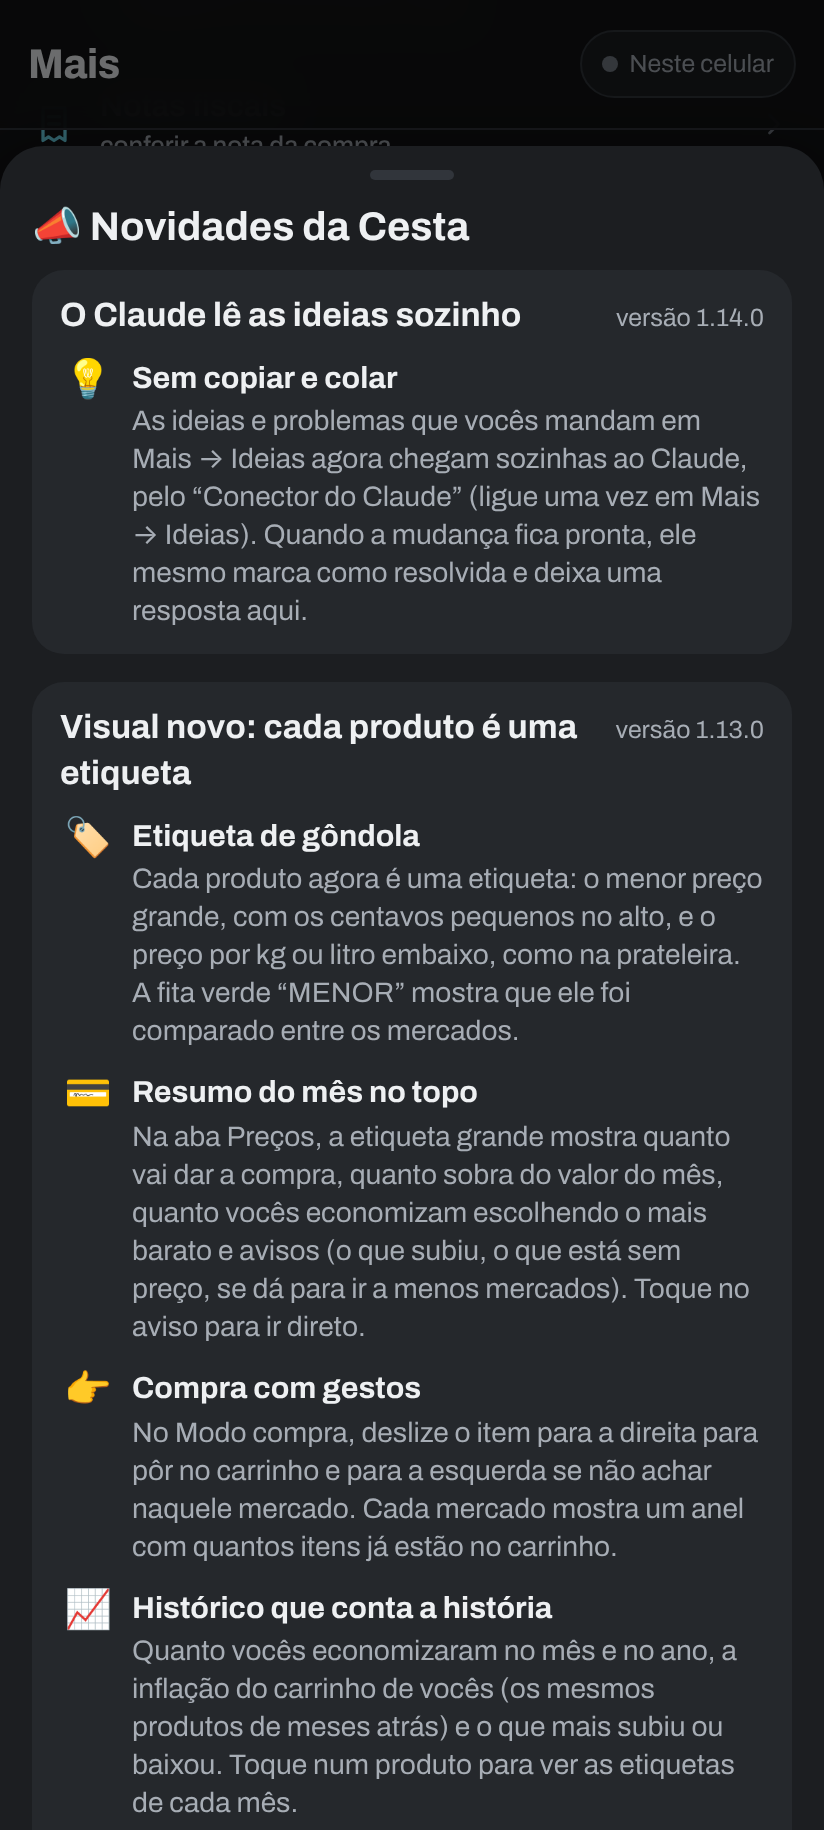 Mais
Neste celular
conferir a nota da compra
Novidades da Cesta
O Claude lê as ideias sozinho
versão 1.14.0
Sem copiar e colar
As ideias e problemas que vocês mandam em
Mais → Ideias agora chegam sozinhas ao Claude,
pelo “Conector do Claude” (ligue uma vez em Mais
→ Ideias). Quando a mudança fica pronta, ele
mesmo marca como resolvida e deixa uma
resposta aqui.
Visual novo: cada produto é uma
etiqueta
versão 1.13.0
Etiqueta de gôndola
Cada produto agora é uma etiqueta: o menor preço
grande, com os centavos pequenos no alto, e o
preço por kg ou litro embaixo, como na prateleira.
A fita verde “MENOR” mostra que ele foi
comparado entre os mercados.
Resumo do mês no topo
Na aba Preços, a etiqueta grande mostra quanto
vai dar a compra, quanto sobra do valor do mês,
quanto vocês economizam escolhendo o mais
barato e avisos (o que subiu, o que está sem
preço, se dá para ir a menos mercados). Toque no
aviso para ir direto.
Compra com gestos
No Modo compra, deslize o item para a direita para
pôr no carrinho e para a esquerda se não achar
naquele mercado. Cada mercado mostra um anel
com quantos itens já estão no carrinho.
Histórico que conta a história
Quanto vocês economizaram no mês e no ano, a
inflação do carrinho de vocês (os mesmos
produtos de meses atrás) e o que mais subiu ou
baixou. Toque num produto para ver as etiquetas
de cada mês.